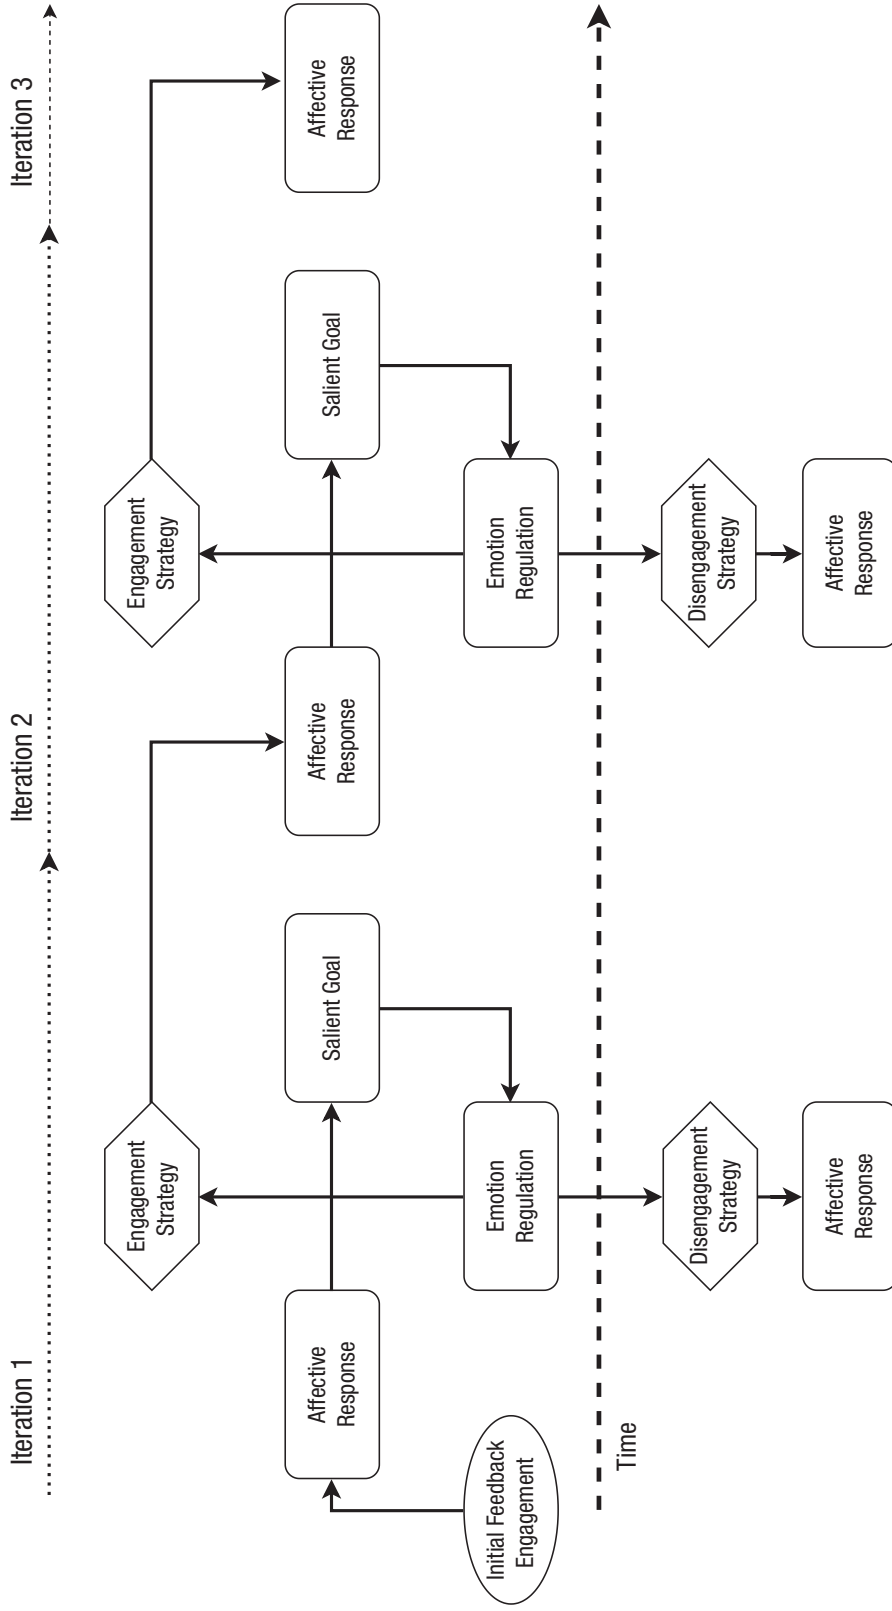 Iteration 1
Iteration 2
Iteration 3
Engagement
Strategy
Engagement
Strategy
Affective
Response
Salient Goal
Affective
Response
Salient Goal
Affective
Response
Initial Feedback
Engagement
Emotion
Regulation
Emotion
Regulation
Time
Disengagement
Strategy
Disengagement
Strategy
Affective
Response
Affective
Response